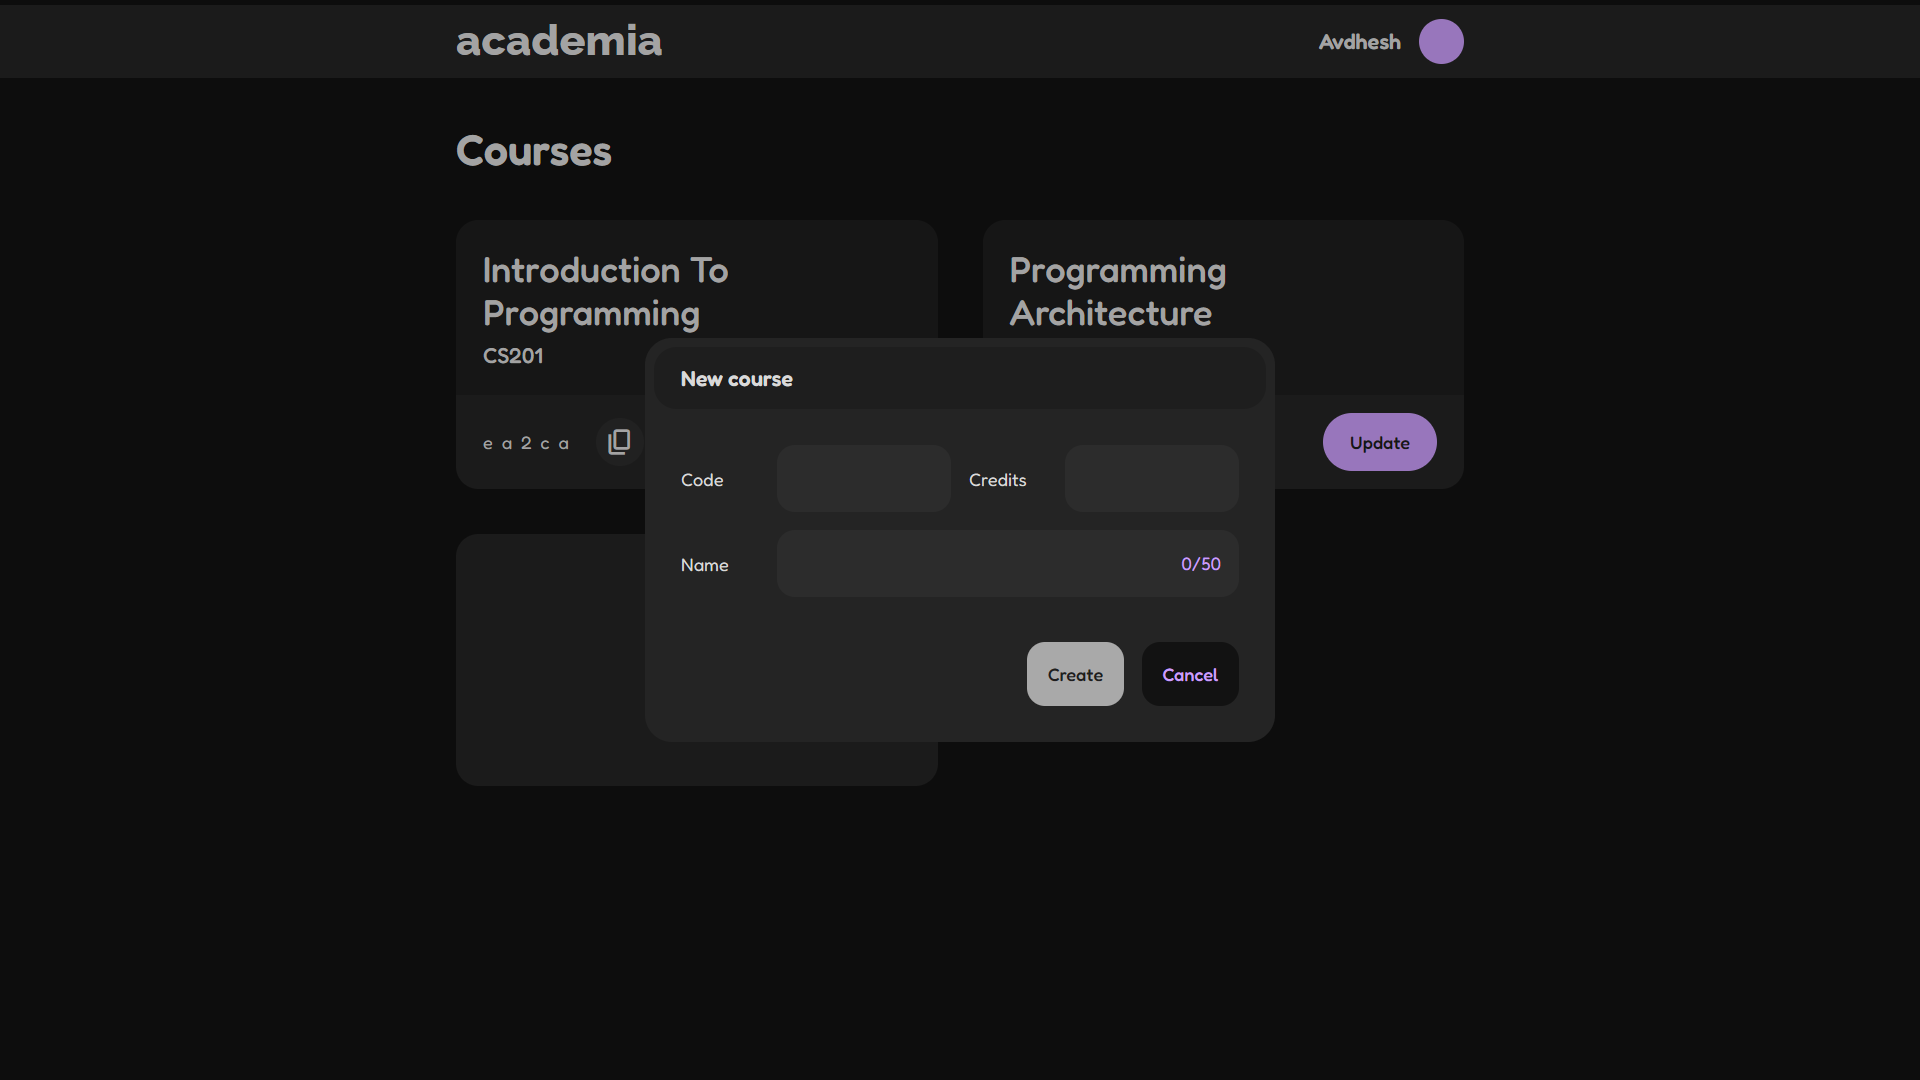 academia
Avdhesh
Courses
Introduction To
Programming
CS201
e a 2 c a
Programming
Architecture
Update
New course
Code
Credits
Name
0/50
Create
Cancel